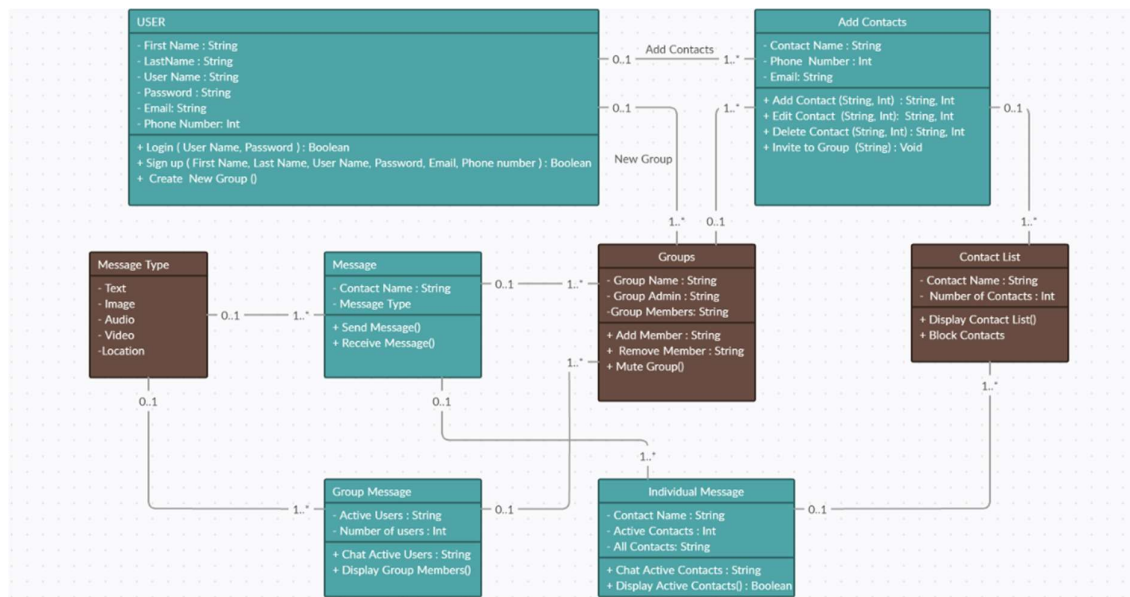 USER
- First Name : String
- LastName : String
- User Name : String
- Password : String
- Email: String
- Phone Number: Int
+ Login ( User Name, Password ) : Boolean
+ Sign up ( First Name, Last Name, User Name, Password, Email, Phone number ) : Boolean
+ Create New Group ()
0..1
Add Contacts
1..*
0..1
New Group
1..*
Add Contacts
- Contact Name : String
- Phone Number : Int
- Email: String
+ Add Contact (String, Int) : String, Int
+ Edit Contact (String, Int): String, Int
+ Delete Contact (String, Int) : String, Int
+ Invite to Group (String) : Void
1..*
0..1
0..1
1..*
Message Type
- Text
- Image
- Audio
- Video
-Location
0..1
1..*
Message
- Contact Name : String
- Message Type
+ Send Message()
+ Receive Message()
0..1
1..*
Groups
- Group Name : String
- Group Admin : String
-Group Members: String
+ Add Member : String
+ Remove Member : String
+ Mute Group()
1..*
Contact List
- Contact Name : String
- Number of Contacts : Int
+ Display Contact List()
+ Block Contacts
1..*
0..1
0..1
1..*
1..*
Group Message
- Active Users : String
- Number of users : Int
+ Chat Active Users : String
+ Display Group Members()
0..1
Individual Message
- Contact Name : String
- Active Contacts : Int
- All Contacts: String
+ Chat Active Contacts : String
+ Display Active Contacts() : Boolean
0..1